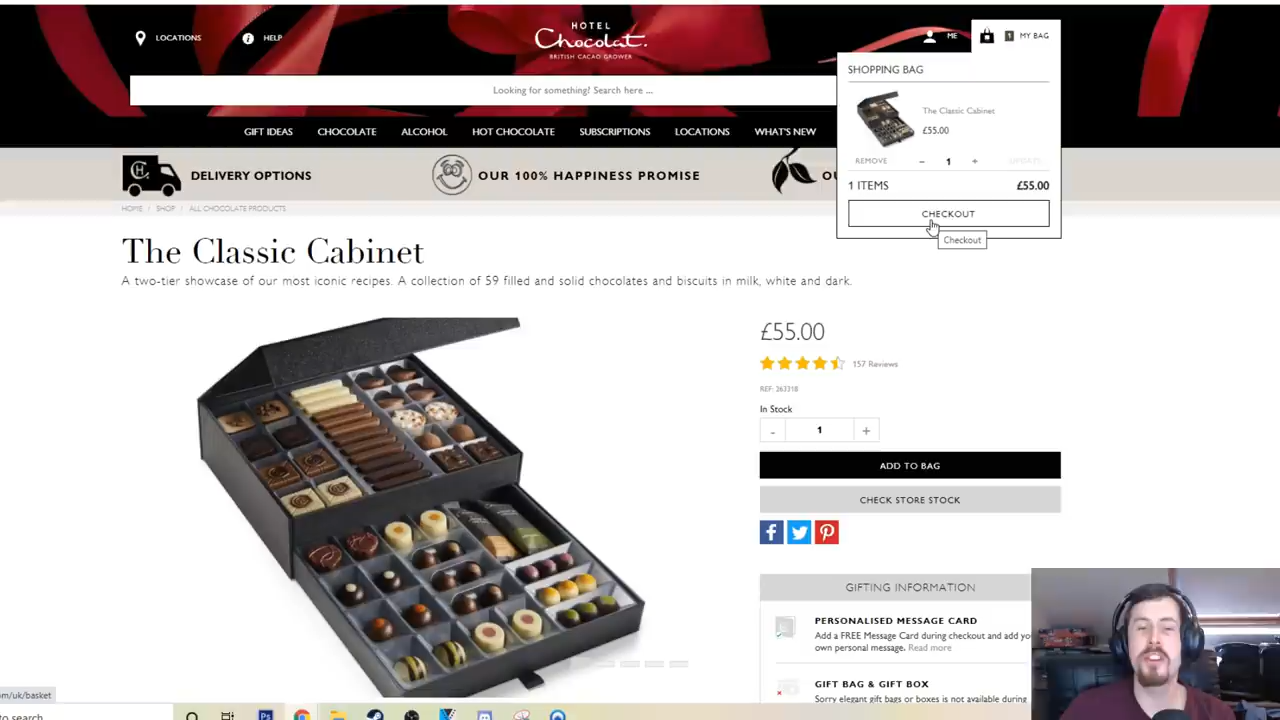 LOCATIONS
HELP
HOTEL
Chocolat.
BRITISH CACAO GROWER
ME
1
MY BAG
Looking for something? Search here ...
SHOPPING BAG
The Classic Cabinet
£55.00
REMOVE - 1 + UPDATE
1 ITEMS £55.00
CHECKOUT
Checkout
GIFT IDEAS CHOCOLATE ALCOHOL HOT CHOCOLATE SUBSCRIPTIONS LOCATIONS WHAT'S NEW
DELIVERY OPTIONS
OUR 100% HAPPINESS PROMISE
HOME / SHOP / ALL CHOCOLATE PRODUCTS
The Classic Cabinet
A two-tier showcase of our most iconic recipes. A collection of 59 filled and solid chocolates and biscuits in milk, white and dark.
£55.00
157 Reviews
REF: 263318
In Stock
- 1 +
ADD TO BAG
CHECK STORE STOCK
GIFTING INFORMATION
PERSONALISED MESSAGE CARD
Add a FREE Message Card during checkout and add you
own personal message. Read more
GIFT BAG & GIFT BOX
Sorry elegant gift bags or boxes is not available during
om/uk/basket
to search